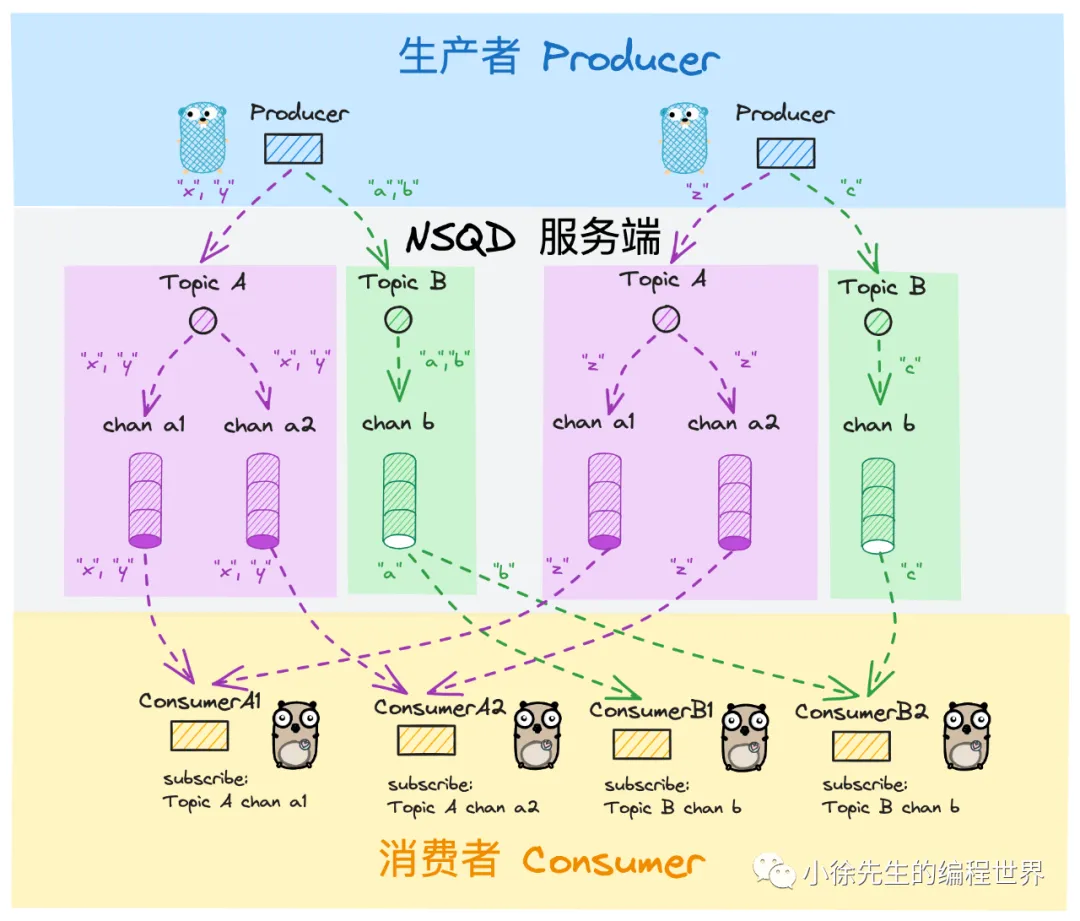 生产者 Producer
Producer
Producer
"x", "y"
"a","b"
"z"
"c"
NSQD 服务端
Topic A
Topic B
Topic A
Topic B
"x", "y"
"x", "y"
"a","b"
"z"
"z"
"c"
chan a1
chan a2
chan b
chan a1
chan a2
chan b
"x", "y"
"x", "y"
"a"
"b"
"z"
"z"
"c"
ConsumerA1
ConsumerA2
ConsumerB1
ConsumerB2
subscribe:
Topic A chan a1
subscribe:
Topic A chan a2
subscribe:
Topic B chan b
subscribe:
Topic B chan b
消费者 Consumer
小徐先生的编程世界